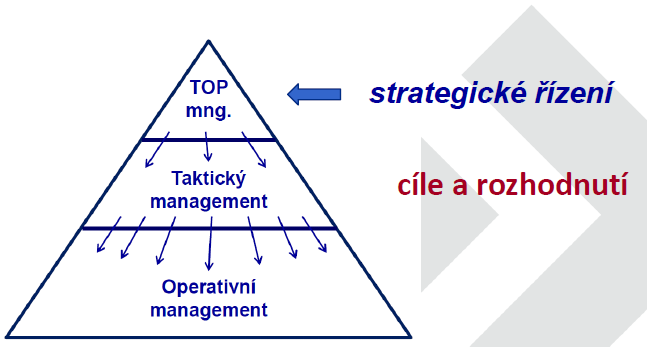 TOP
mng.
strategické řízení
Taktický
management
cíle a rozhodnutí
Operativní
management